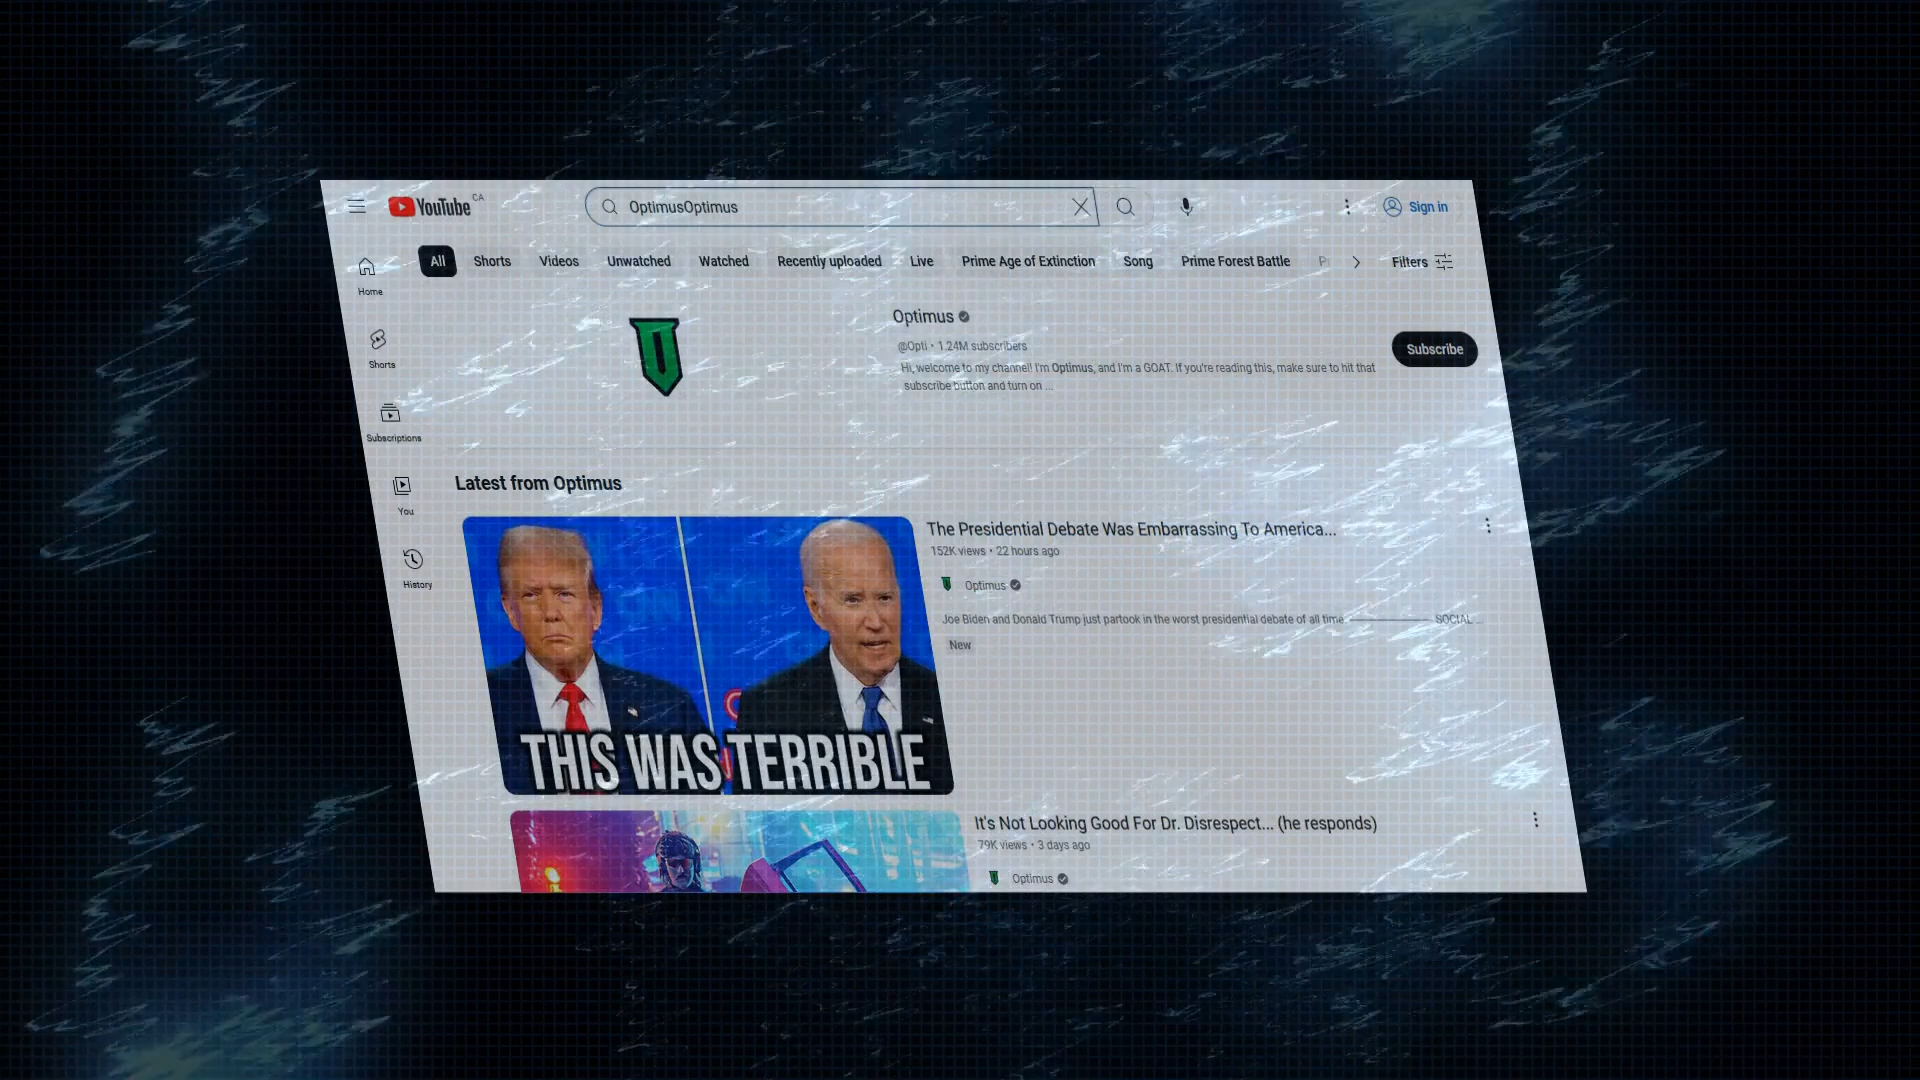 YouTube CA
OptimusOptimus
Sign in
All Shorts Videos Unwatched Watched Recently uploaded Live Prime Age of Extinction Song Prime Forest Battle Filters
Home
Shorts
Subscriptions
You
History
Optimus
@Opti • 1.24M subscribers
Hi, welcome to my channel! I'm Optimus, and I'm a GOAT. If you're reading this, make sure to hit that
subscribe button and turn on ...
Subscribe
Latest from Optimus
THIS WAS TERRIBLE
The Presidential Debate Was Embarrassing To America...
152K views • 22 hours ago
Optimus
Joe Biden and Donald Trump just partook in the worst presidential debate of all time. ——————— SOCIAL ...
New
It's Not Looking Good For Dr. Disrespect... (he responds)
79K views • 3 days ago
Optimus